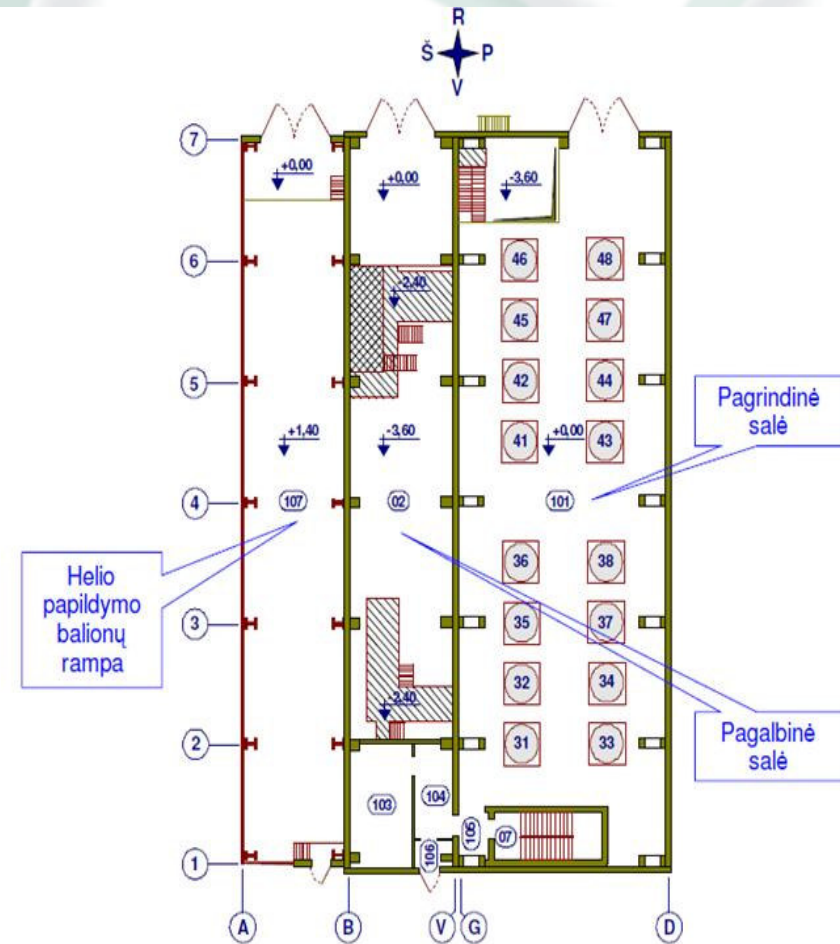 R
Š P
V
7
+0,00
+0,00
-3,60
6
46 48
-2,40
45 47
5
42 44
Pagrindinė
salė
+1,40
-3,60
41
+0,00
43
4
107
02
101
Helio
papildymo
balionų
rampa
36 38
3
35 37
32 34
-2,40
2
31 33
Pagalbinė
salė
103
104
105
07
106
1
A B V G D